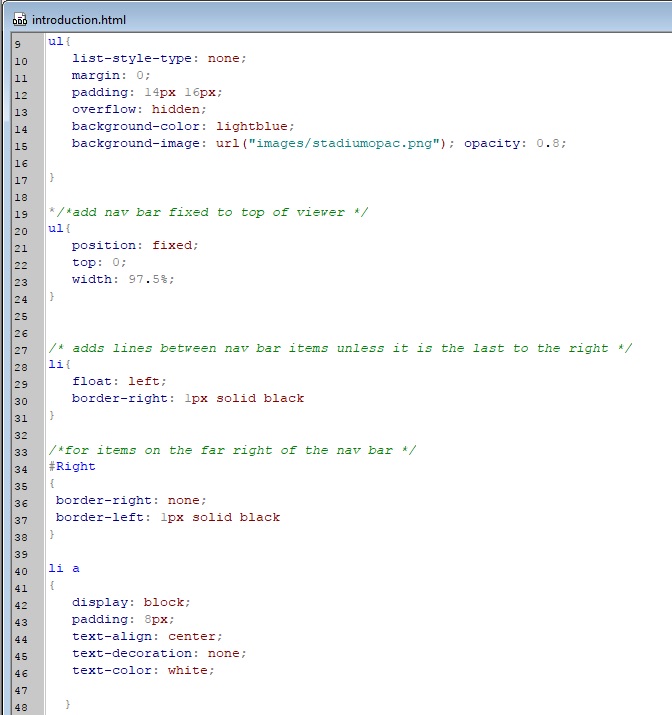 introduction.html
9 ul{
10 list-style-type: none;
11 margin: 0;
12 padding: 14px 16px;
13 overflow: hidden;
14 background-color: lightblue;
15 background-image: url("images/stadiumopac.png"); opacity: 0.8;
16
17 }
18
19 */*add nav bar fixed to top of viewer */
20 ul{
21 position: fixed;
22 top: 0;
23 width: 97.5%;
24 }
25
26
27 /* adds lines between nav bar items unless it is the last to the right */
28 li{
29 float: left;
30 border-right: 1px solid black
31 }
32
33 /*for items on the far right of the nav bar */
34 #Right
35 {
36 border-right: none;
37 border-left: 1px solid black
38 }
39
40 li a
41 {
42 display: block;
43 padding: 8px;
44 text-align: center;
45 text-decoration: none;
46 text-color: white;
47
48 }